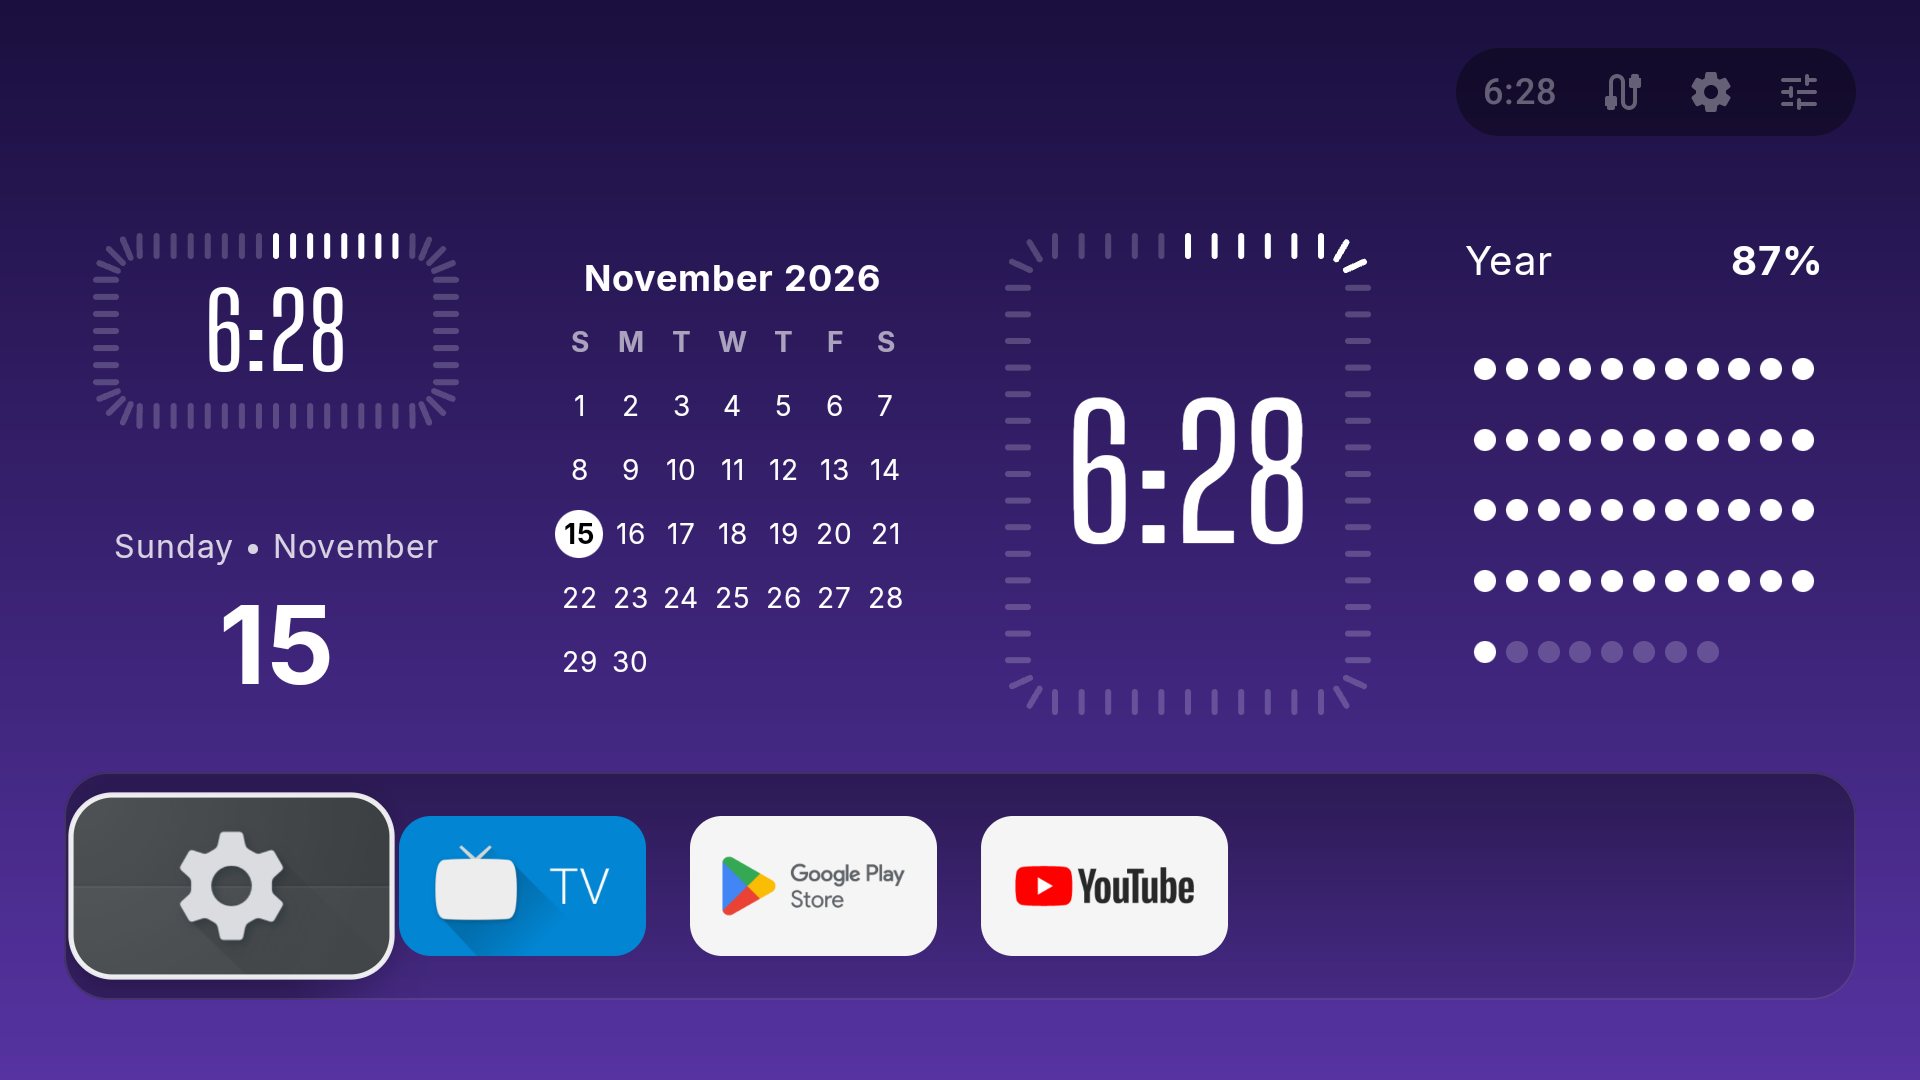 6:28
6:28
Sunday • November
15
November 2026
S M T W T F S
1 2 3 4 5 6 7
8 9 10 11 12 13 14
15 16 17 18 19 20 21
22 23 24 25 26 27 28
29 30
6:28
Year 87%
TV
Google Play
Store
YouTube